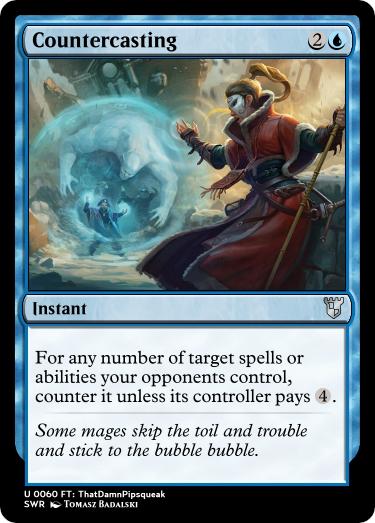 Countercasting 2
Instant
For any number of target spells or
abilities your opponents control,
counter it unless its controller pays 4.
Some mages skip the toil and trouble
and stick to the bubble bubble.
U 0060 FT: ThatDamnPipsqueak
SWR Tomasz Badalski